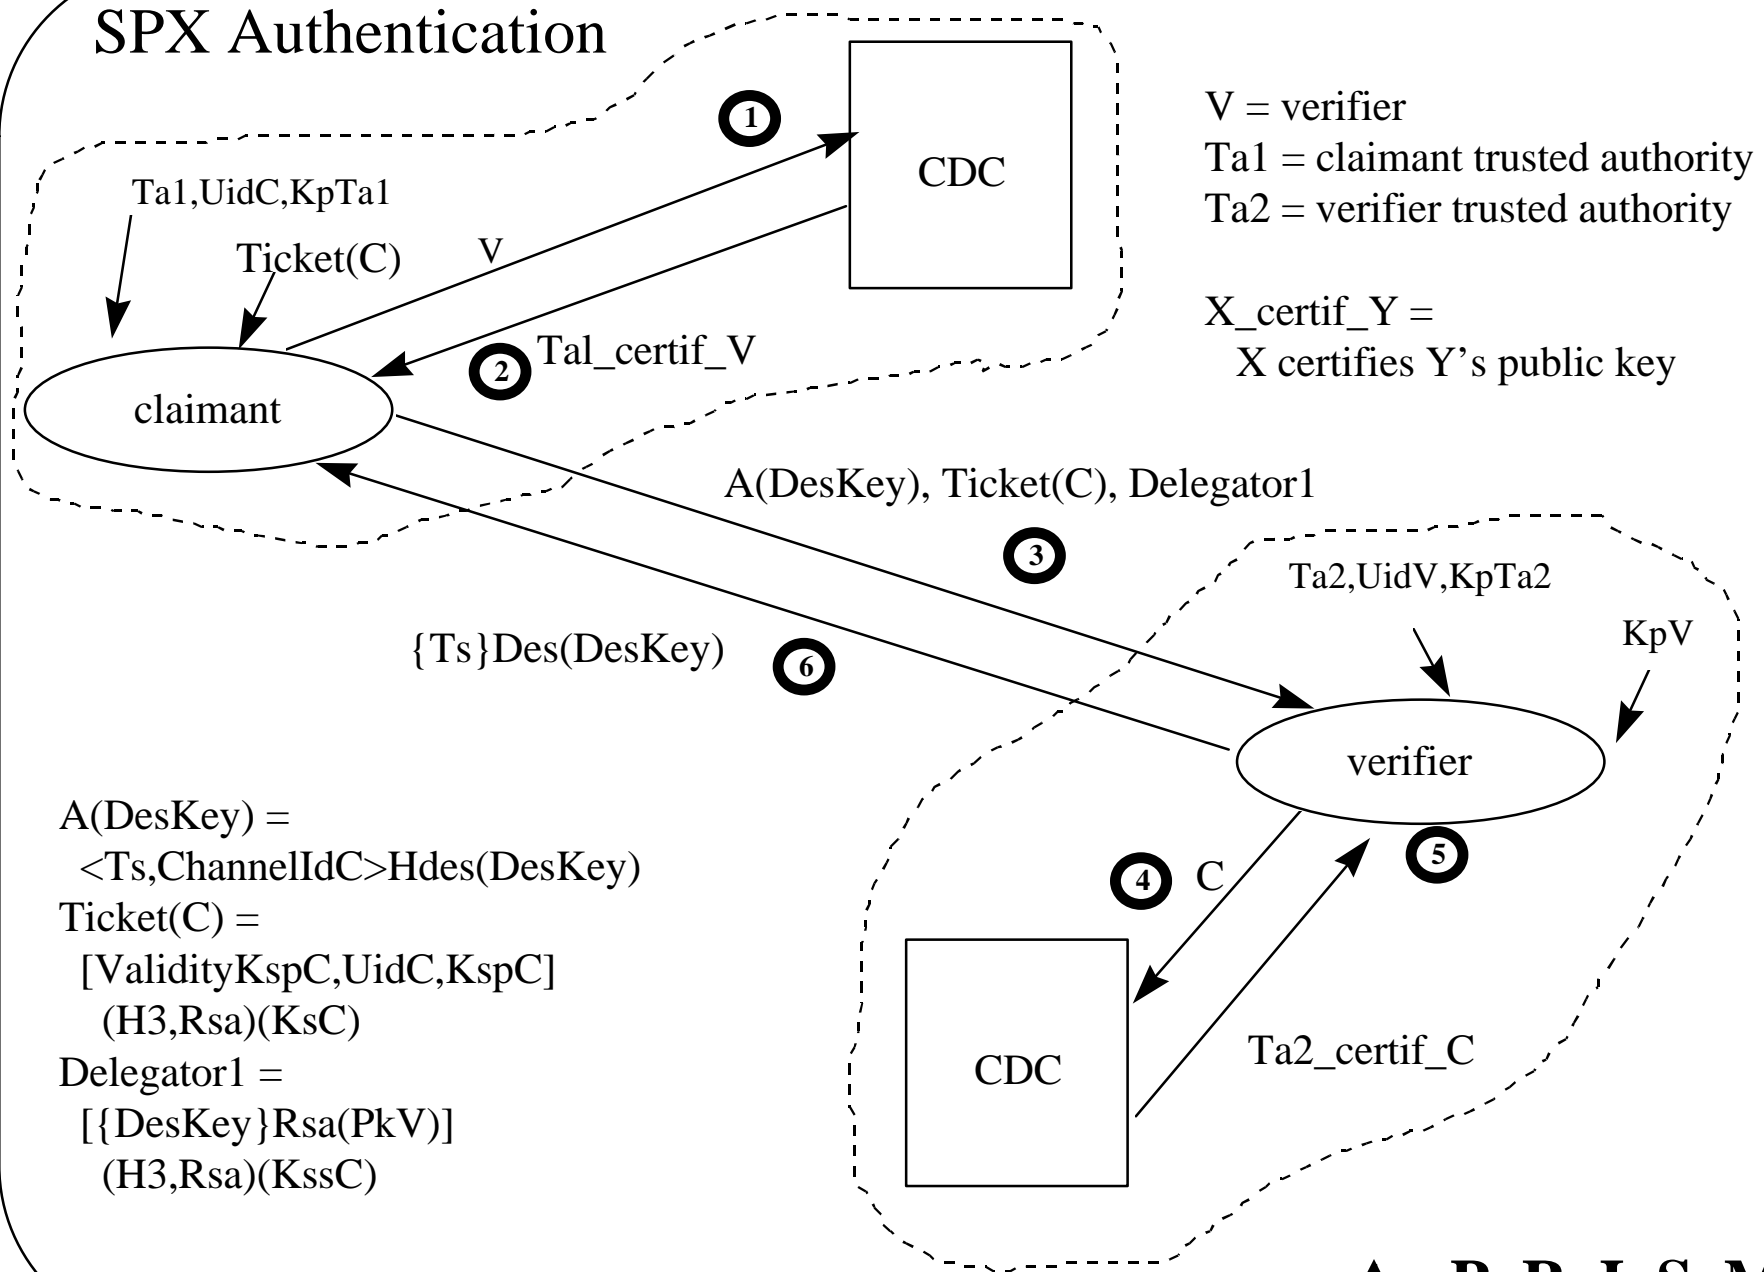 SPX Authentication
1
CDC
V = verifier
Ta1 = claimant trusted authority
Ta2 = verifier trusted authority
Ta1,UidC,KpTa1
Ticket(C)
V
X_certif_Y =
X certifies Y’s public key
2
Tal_certif_V
claimant
A(DesKey), Ticket(C), Delegator1
3
Ta2,UidV,KpTa2
KpV
{Ts}Des(DesKey)
6
verifier
A(DesKey) =
<Ts,ChannelIdC>Hdes(DesKey)
Ticket(C) =
[ValidityKspC,UidC,KspC]
(H3,Rsa)(KsC)
Delegator1 =
[{DesKey}Rsa(PkV)]
(H3,Rsa)(KssC)
5
4
C
CDC
Ta2_certif_C